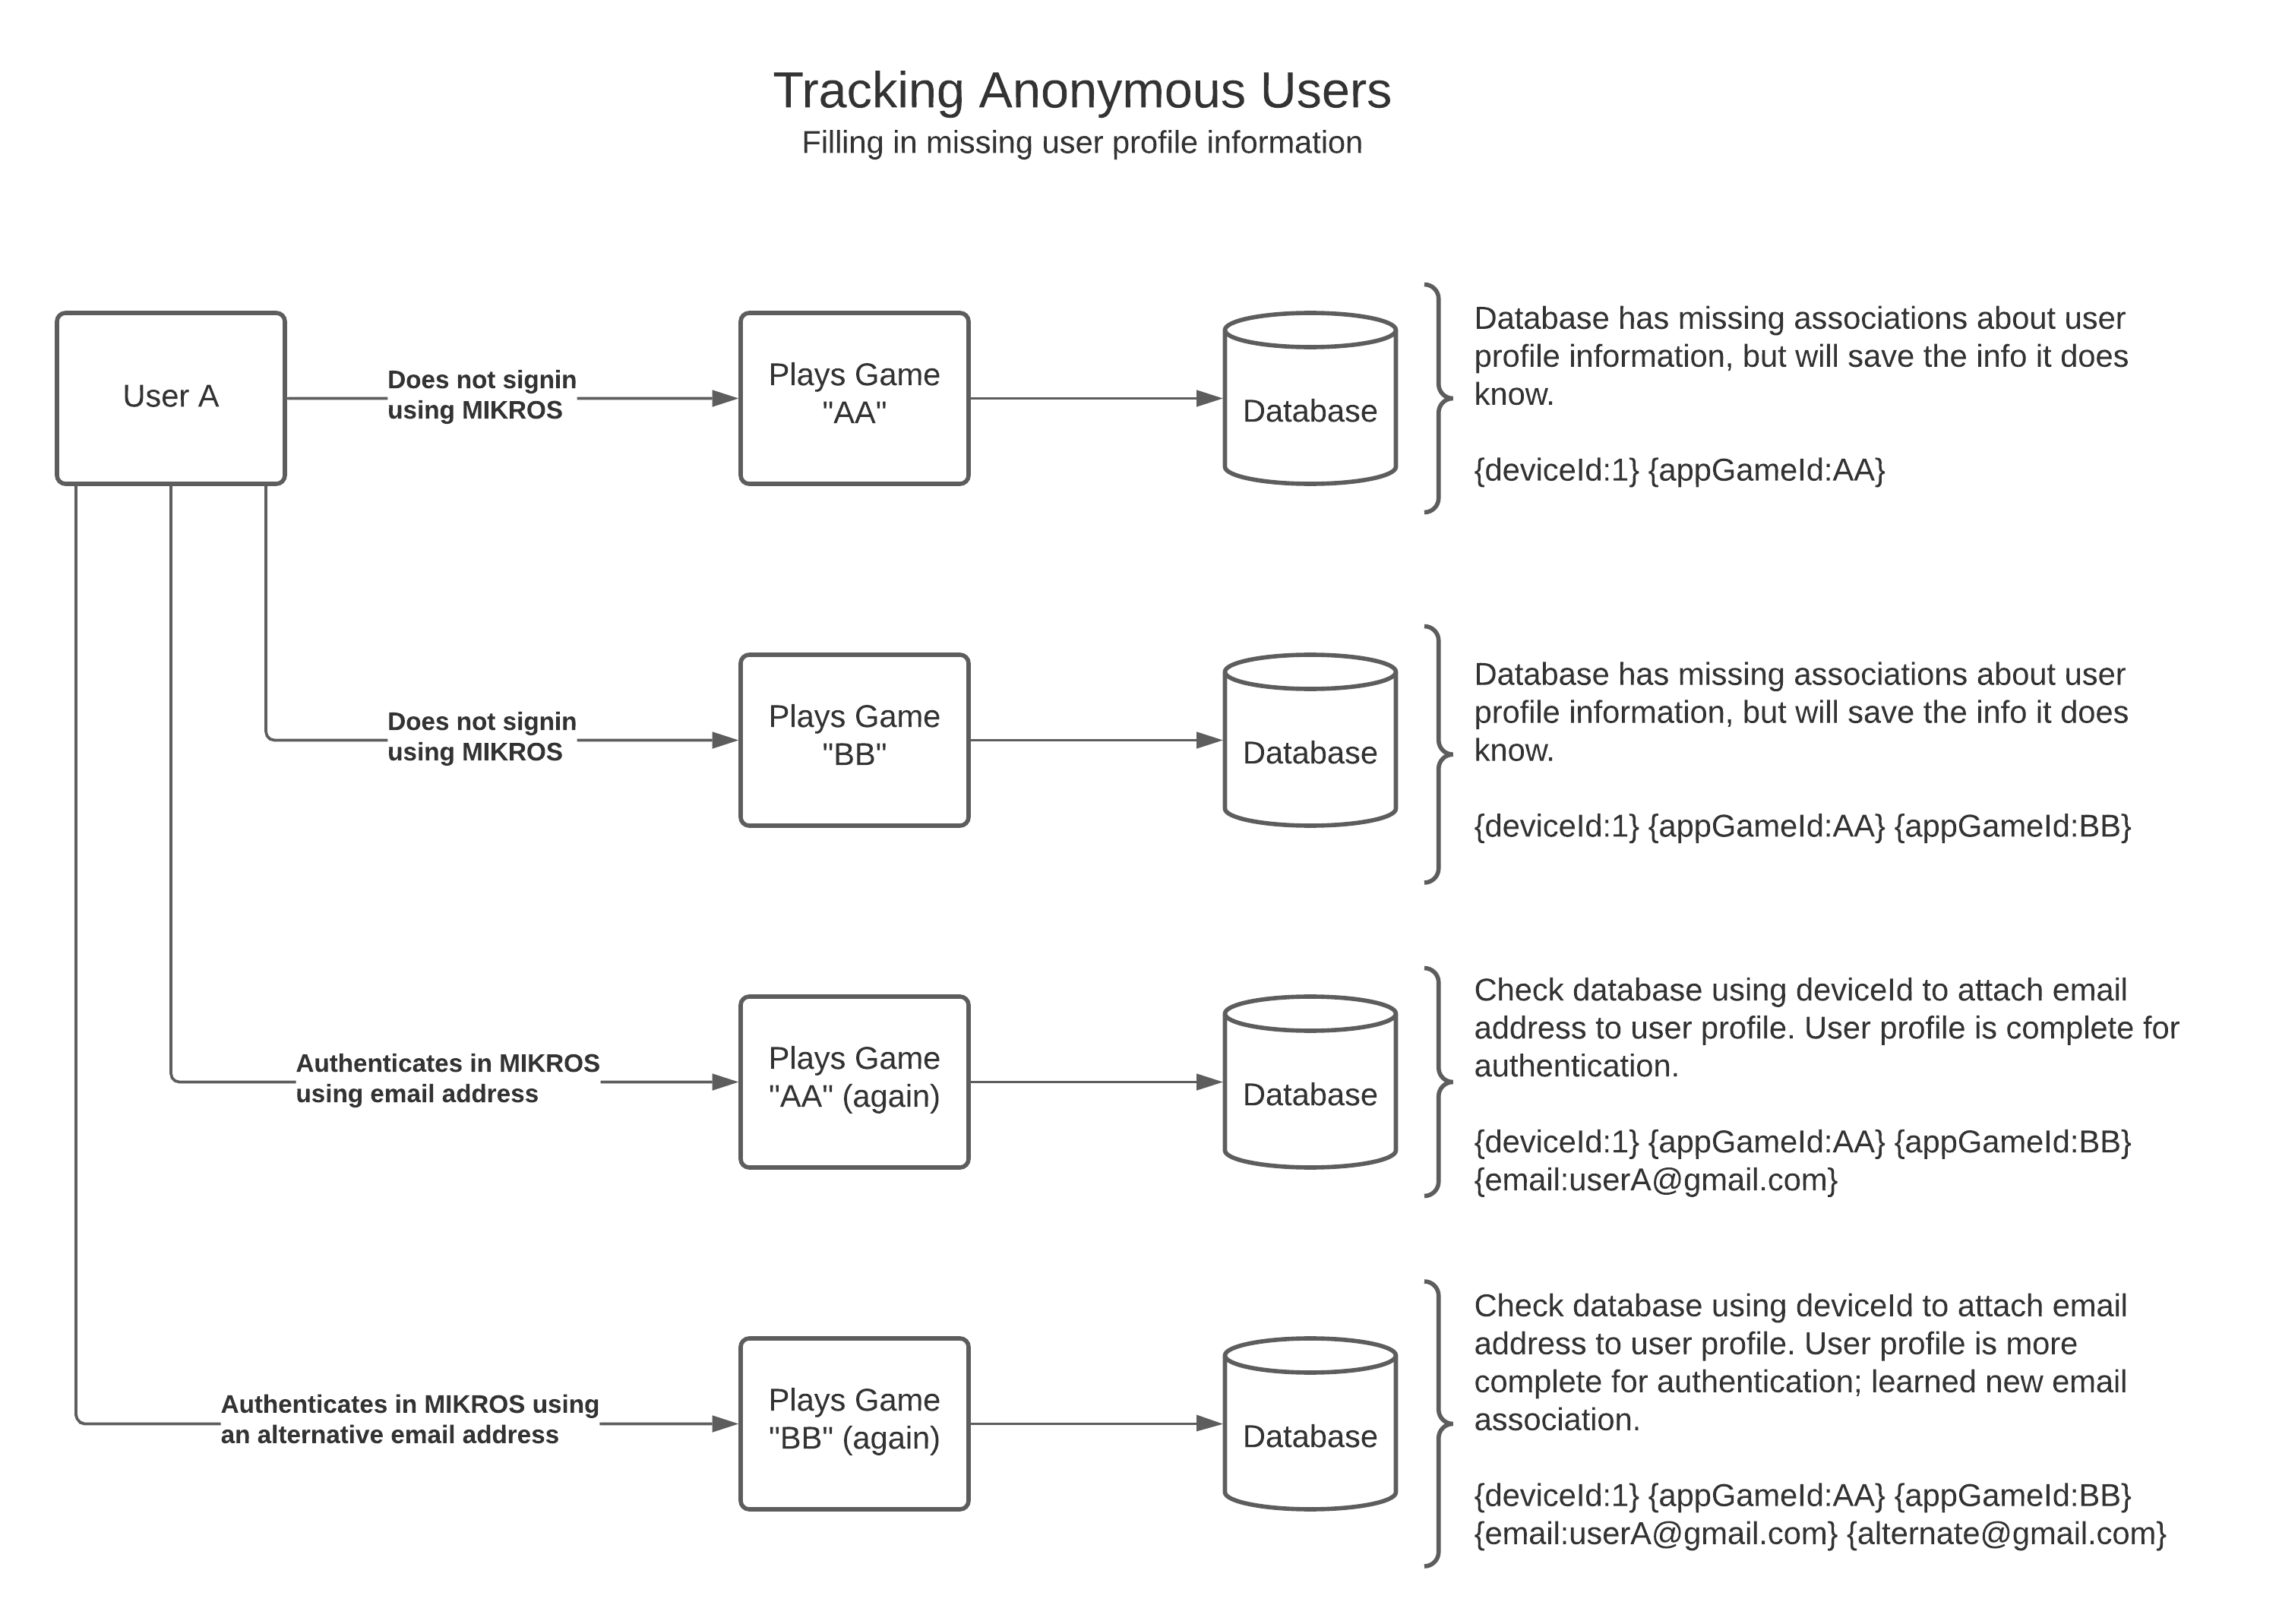 Tracking Anonymous Users
Filling in missing user profile information
User A
Does not signin
using MIKROS
Plays Game
"AA"
Database
Database has missing associations about user
profile information, but will save the info it does
know.
{deviceId:1} {appGameId:AA}
Does not signin
using MIKROS
Plays Game
"BB"
Database
Database has missing associations about user
profile information, but will save the info it does
know.
{deviceId:1} {appGameId:AA} {appGameId:BB}
Authenticates in MIKROS
using email address
Plays Game
"AA" (again)
Database
Check database using deviceId to attach email
address to user profile. User profile is complete for
authentication.
{deviceId:1} {appGameId:AA} {appGameId:BB}
{email:userA@gmail.com}
Authenticates in MIKROS using
an alternative email address
Plays Game
"BB" (again)
Database
Check database using deviceId to attach email
address to user profile. User profile is more
complete for authentication; learned new email
association.
{deviceId:1} {appGameId:AA} {appGameId:BB}
{email:userA@gmail.com} {alternate@gmail.com}